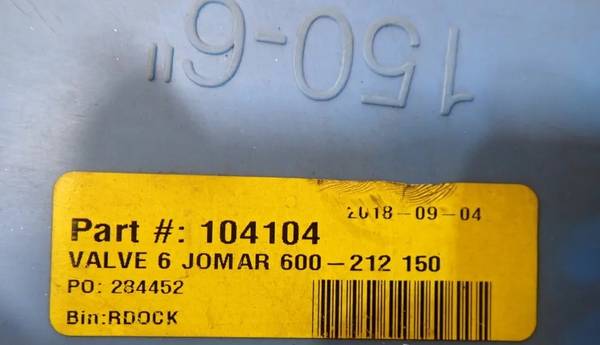 150-6"
2018-09-04
Part #: 104104
VALVE 6 JOMAR 600-212 150
PO: 284452
Bin:RDOCK